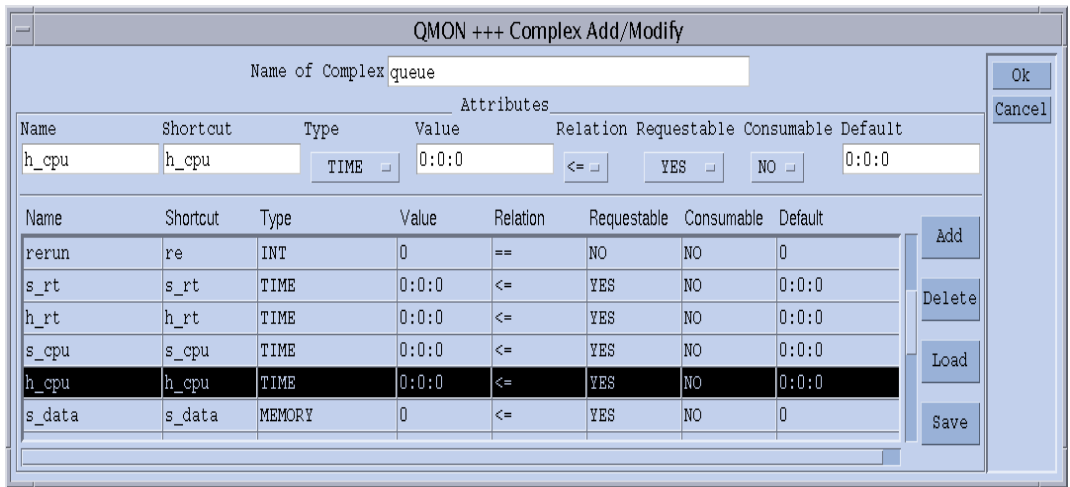 QMON +++ Complex Add/Modify
Name of Complex queue
Ok
Attributes
Cancel
Name Shortcut Type Value Relation Requestable Consumable Default
h_cpu h_cpu TIME 0:0:0 <= YES NO 0:0:0
Name Shortcut Type Value Relation Requestable Consumable Default
Add
rerun re INT 0 == NO NO 0
s_rt s_rt TIME 0:0:0 <= YES NO 0:0:0
Delete
h_rt h_rt TIME 0:0:0 <= YES NO 0:0:0
s_cpu s_cpu TIME 0:0:0 <= YES NO 0:0:0
Load
h_cpu h_cpu TIME 0:0:0 <= YES NO 0:0:0
s_data s_data MEMORY 0 <= YES NO 0
Save